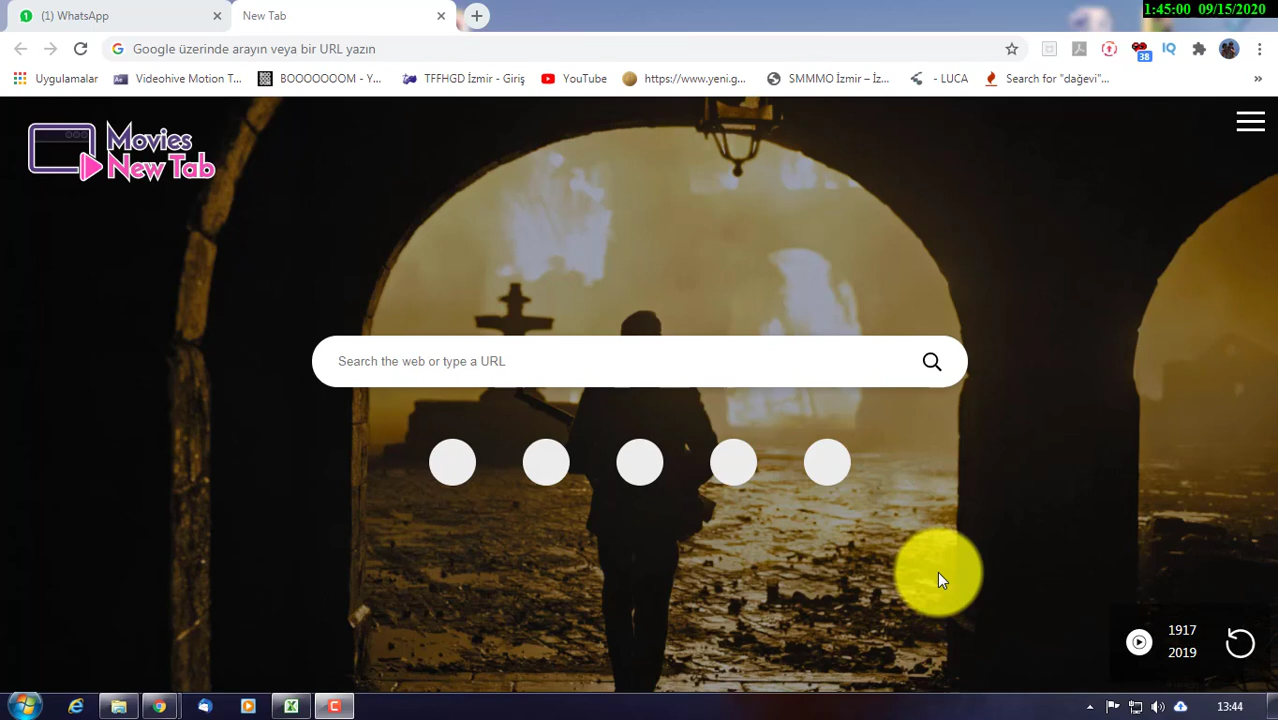 1:45:00 09/15/2020
(1) WhatsApp
New Tab
Google üzerinde arayın veya bir URL yazın
38
IQ
Uygulamalar
Videohive Motion T...
BOOOOOOOM - Y...
TFFHGD İzmir - Giriş
YouTube
https://www.yeni.g...
SMMMO İzmir – İz...
- LUCA
Search for "dağevi"...
»
Movies
New Tab
Search the web or type a URL
1917
2019
13:44